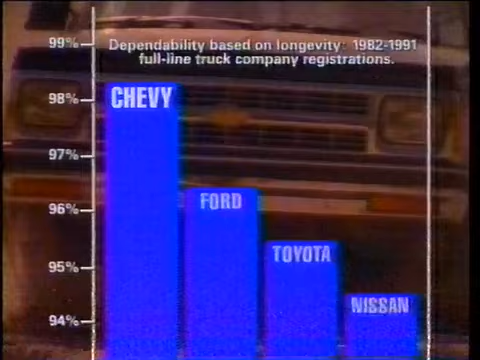 99%
Dependability based on longevity: 1982-1991
full-line truck company registrations.
98%
CHEVY
97%
96%
FORD
95%
TOYOTA
94%
NISSAN